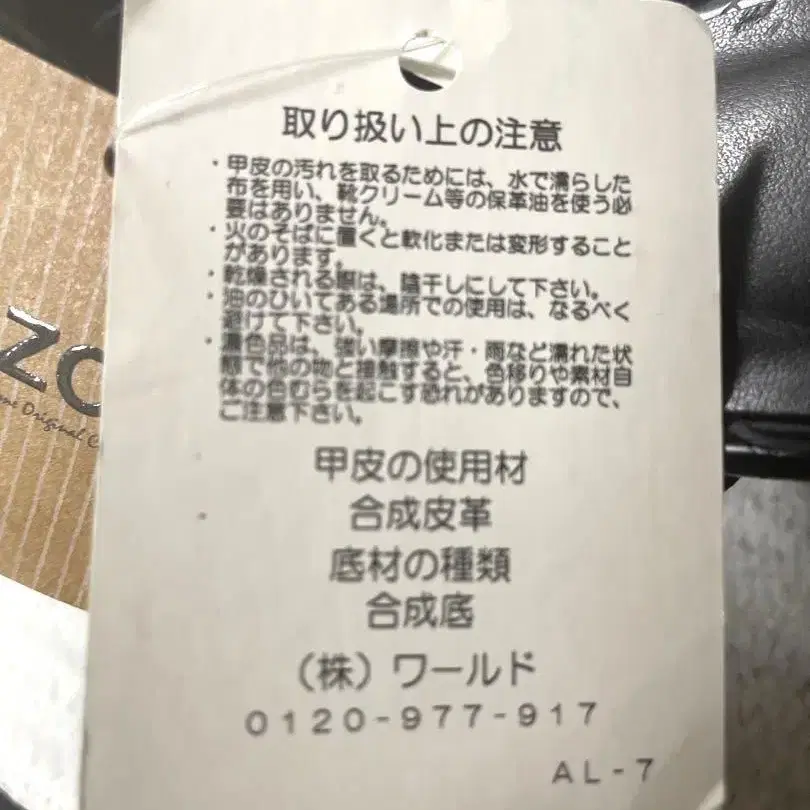 取り扱い上の注意
・甲皮の汚れを取るためには、水で濡らした
布を用い、靴クリーム等の保革油を使う必
要はありません。
・火のそばに置くと軟化または変形すること
があります。
・乾燥される際は、陰干しにして下さい。
・油のひいてある場所での使用は、なるべく
避けて下さい。
・濃色品は、強い摩擦や汗・雨など濡れた状
態で他の物と接触すると、色移りや素材自
体の色むらを起こす恐れがありますので、
ご注意下さい。
甲皮の使用材
合成皮革
底材の種類
合成底
（株）ワールド
0120-977-917
AL-7
ZO
Original